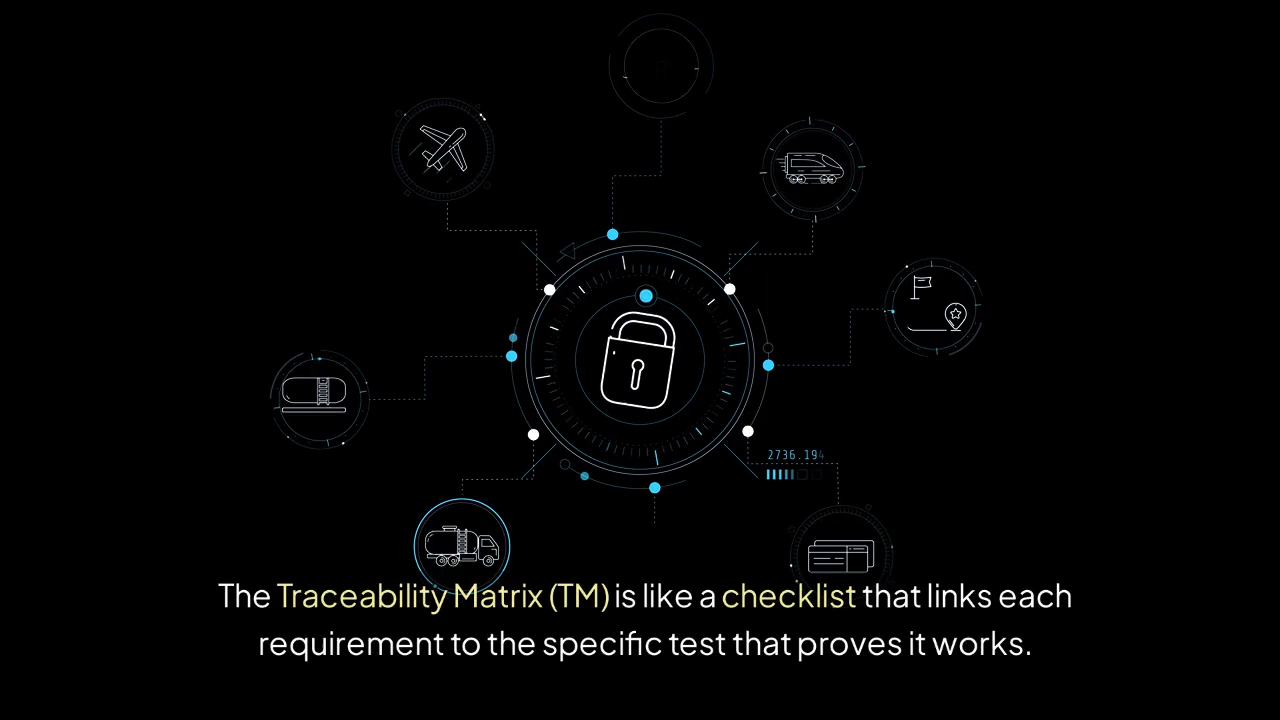 2736.194
The Traceability Matrix (TM) is like a checklist that links each
requirement to the specific test that proves it works.